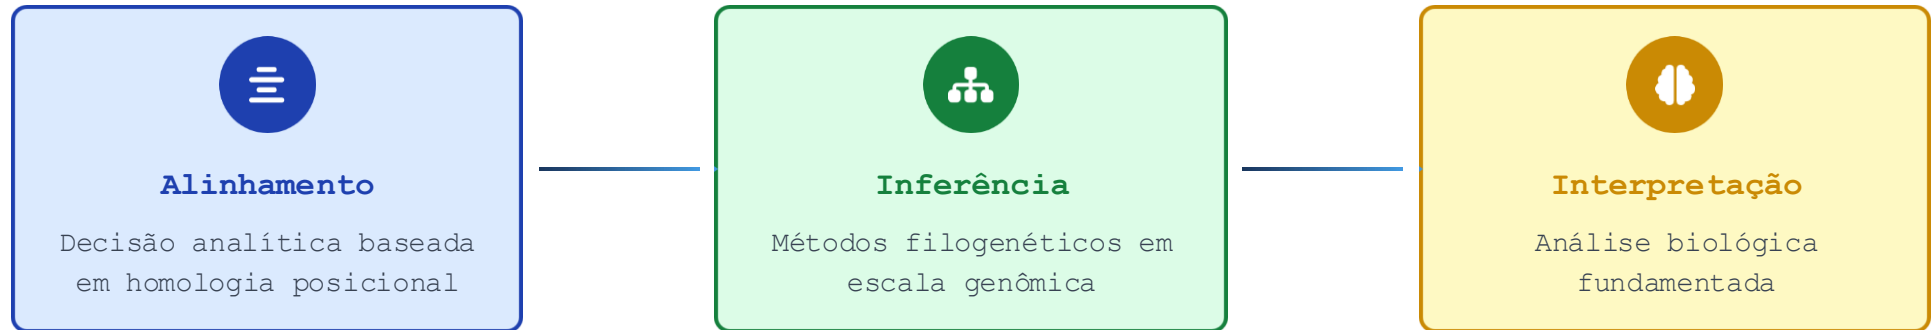 Alinhamento
Decisão analítica baseada
em homologia posicional
Inferência
Métodos filogenéticos em
escala genômica
Interpretação
Análise biológica
fundamentada